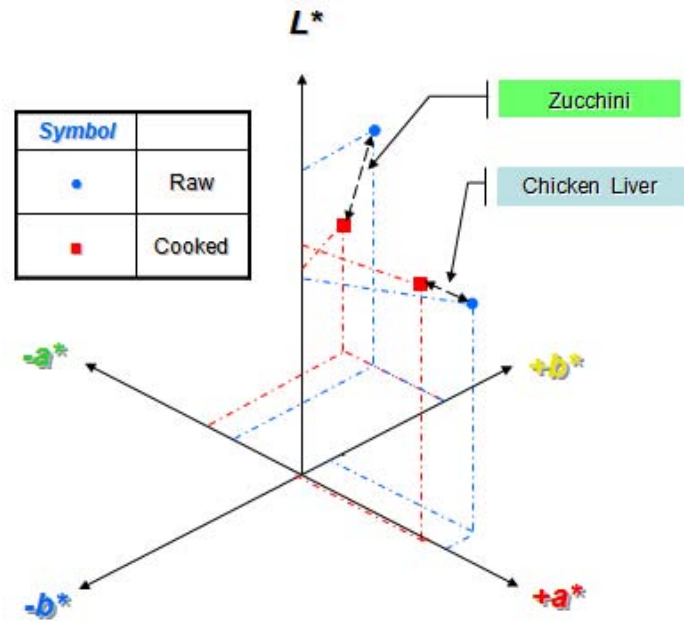 L*
Zucchini
Symbol
Raw
Chicken Liver
Cooked
-a*
+b*
-b*
+a*